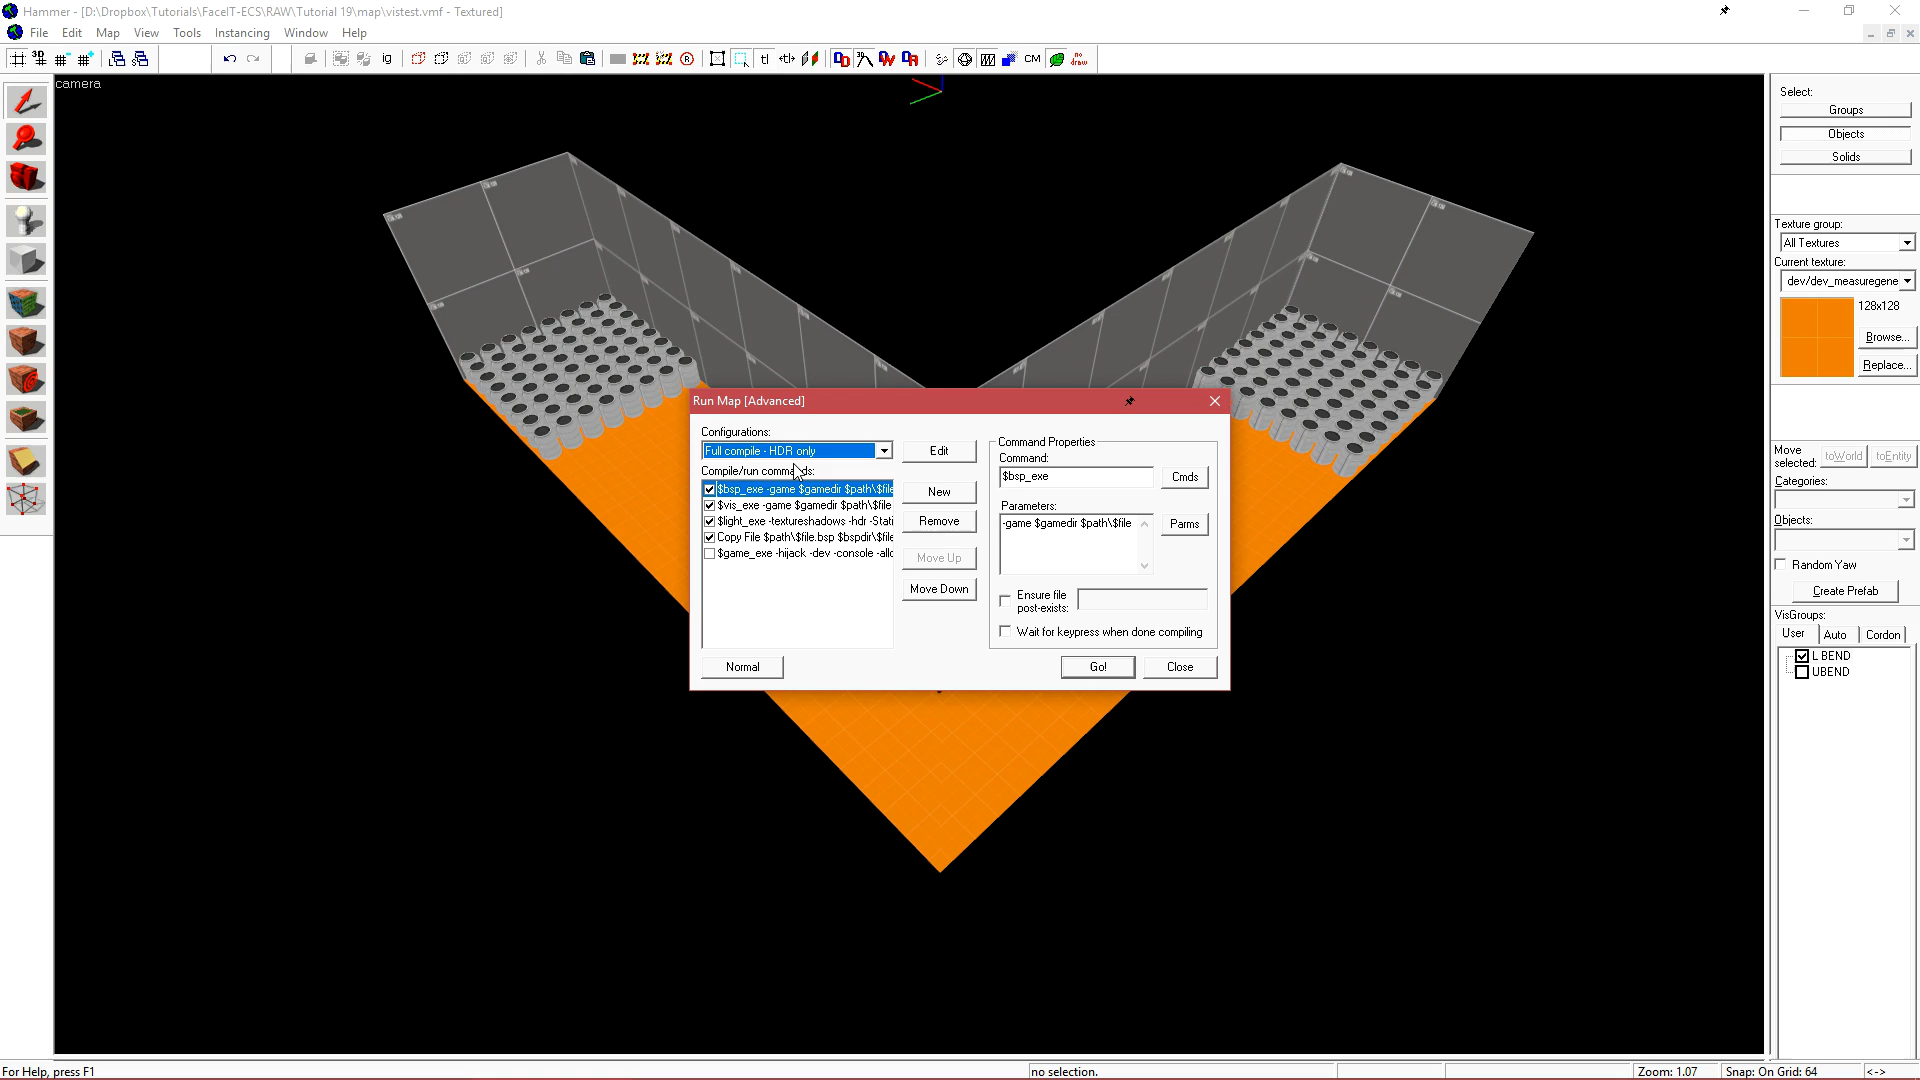 Hammer - [D:\Dropbox\Tutorials\FaceIT-ECS\RAW\Tutorial 19\map\vistest.vmf - Textured]
File Edit Map View Tools Instancing Window Help
3D
ig
tl
CM
no draw
camera
Select:
Groups
Objects
Solids
Texture group:
All Textures
Current texture:
dev/dev_measuregene
128x128
Browse...
Replace...
Move selected:
toWorld
toEntity
Categories:
Objects:
Random Yaw
Create Prefab
VisGroups:
User Auto Cordon
L BEND
UBEND
Run Map [Advanced]
Configurations:
Full compile - HDR only
Edit
Compile/run commands:
$bsp_exe -game $gamedir $path\$file
$vis_exe -game $gamedir $path\$file
$light_exe -textureshadows -hdr -Stati
Copy File $path\$file.bsp $bspdir\$file
$game_exe -hijack -dev -console -allo
New
Remove
Move Up
Move Down
Normal
Command Properties
Command:
$bsp_exe
Cmds
Parameters:
-game $gamedir $path\$file
Parms
Ensure file
post-exists:
Wait for keypress when done compiling
Go!
Close
For Help, press F1
no selection.
Zoom: 1.07
Snap: On Grid: 64
<->